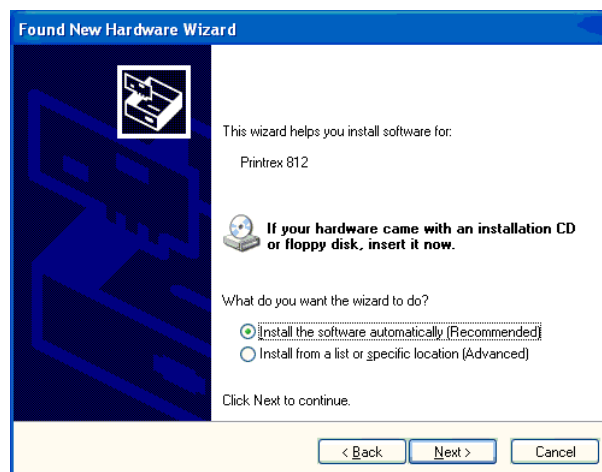 Found New Hardware Wizard
This wizard helps you install software for:
Printrex 812
If your hardware came with an installation CD
or floppy disk, insert it now.
What do you want the wizard to do?
Install the software automatically (Recommended)
Install from a list or specific location (Advanced)
Click Next to continue.
< Back Next > Cancel